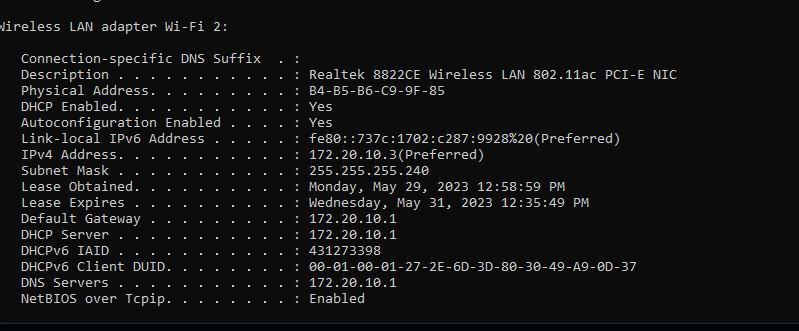 Wireless LAN adapter Wi-Fi 2:
Connection-specific DNS Suffix . :
Description . . . . . . . . . . . : Realtek 8822CE Wireless LAN 802.11ac PCI-E NIC
Physical Address. . . . . . . . . : B4-B5-B6-C9-9F-85
DHCP Enabled. . . . . . . . . . . : Yes
Autoconfiguration Enabled . . . . : Yes
Link-local IPv6 Address . . . . . : fe80::737c:1702:c287:9928%20(Preferred)
IPv4 Address. . . . . . . . . . . : 172.20.10.3(Preferred)
Subnet Mask . . . . . . . . . . . : 255.255.255.240
Lease Obtained. . . . . . . . . . : Monday, May 29, 2023 12:58:59 PM
Lease Expires . . . . . . . . . . : Wednesday, May 31, 2023 12:35:49 PM
Default Gateway . . . . . . . . . : 172.20.10.1
DHCP Server . . . . . . . . . . . : 172.20.10.1
DHCPv6 IAID . . . . . . . . . . . : 431273398
DHCPv6 Client DUID. . . . . . . . : 00-01-00-01-27-2E-6D-3D-80-30-49-A9-0D-37
DNS Servers . . . . . . . . . . . : 172.20.10.1
NetBIOS over Tcpip. . . . . . . . : Enabled